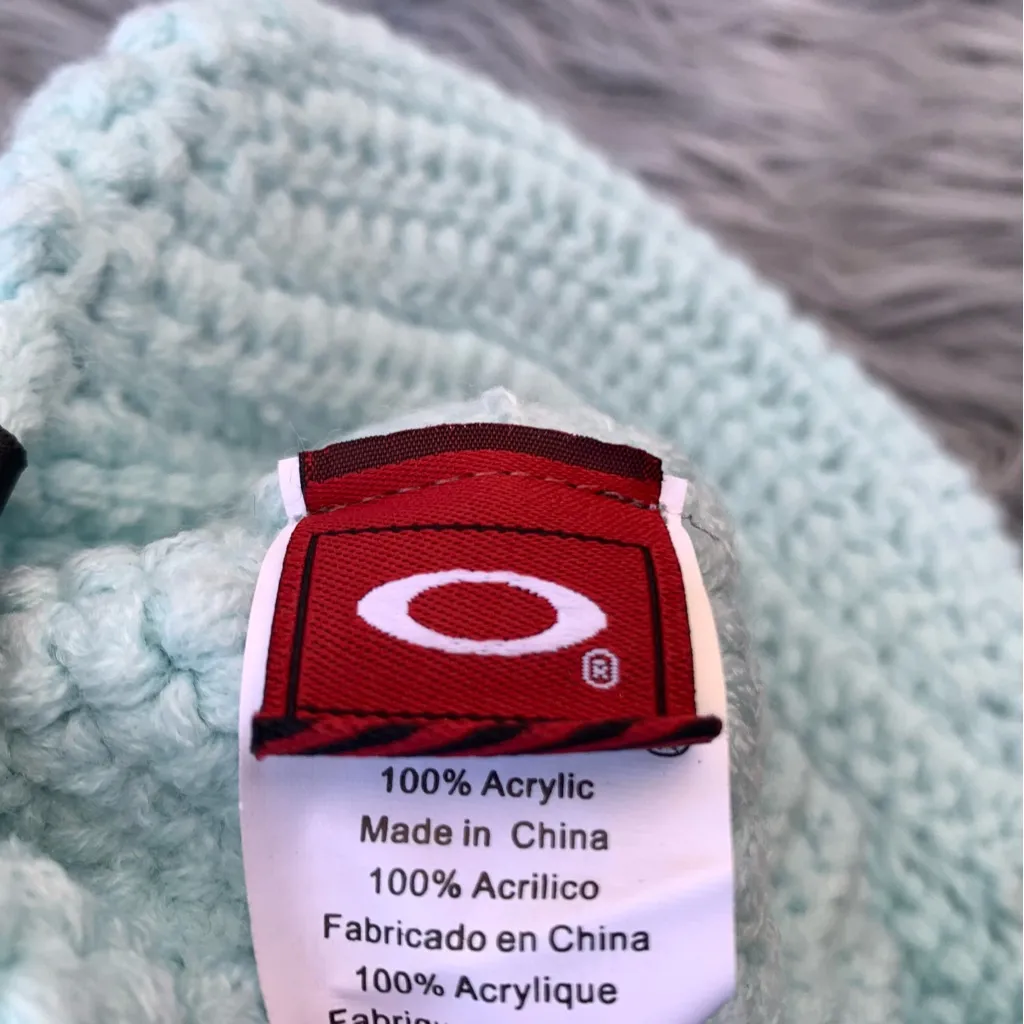 ®
100% Acrylic
Made in China
100% Acrilico
Fabricado en China
100% Acrylique